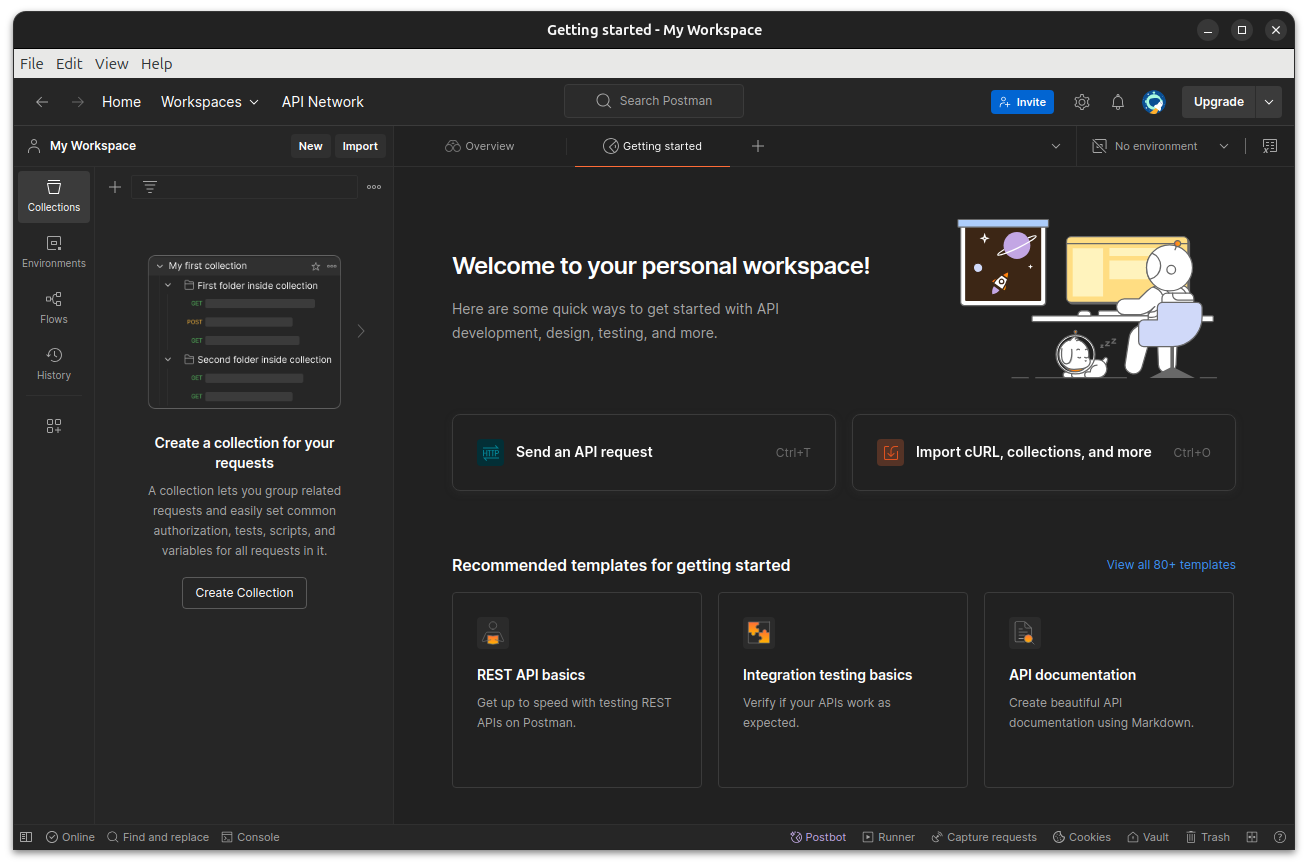 Getting started - My Workspace
File Edit View Help
Home Workspaces API Network
Search Postman
Invite
Upgrade
My Workspace
New Import
Overview
Getting started
No environment
Collections
Environments
Flows
History
My first collection
First folder inside collection
GET
POST
GET
Second folder inside collection
GET
GET
Create a collection for your
requests
A collection lets you group related
requests and easily set common
authorization, tests, scripts, and
variables for all requests in it.
Create Collection
Welcome to your personal workspace!
Here are some quick ways to get started with API
development, design, testing, and more.
z z z
HTTP
Send an API request Ctrl+T
Import cURL, collections, and more Ctrl+O
Recommended templates for getting started
View all 80+ templates
REST API basics
Get up to speed with testing REST
APIs on Postman.
Integration testing basics
Verify if your APIs work as
expected.
API documentation
Create beautiful API
documentation using Markdown.
Online Find and replace Console
Postbot Runner Capture requests Cookies Vault Trash